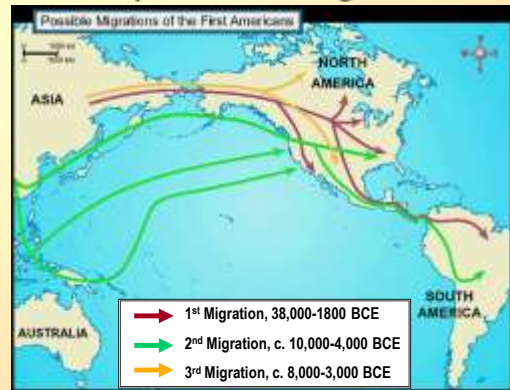 Possible Migrations of the First Americans
NORTH
AMERICA
ASIA
SOUTH
AMERICA
AUSTRALIA
1st Migration, 38,000-1800 BCE
2nd Migration, c. 10,000-4,000 BCE
3rd Migration, c. 8,000-3,000 BCE